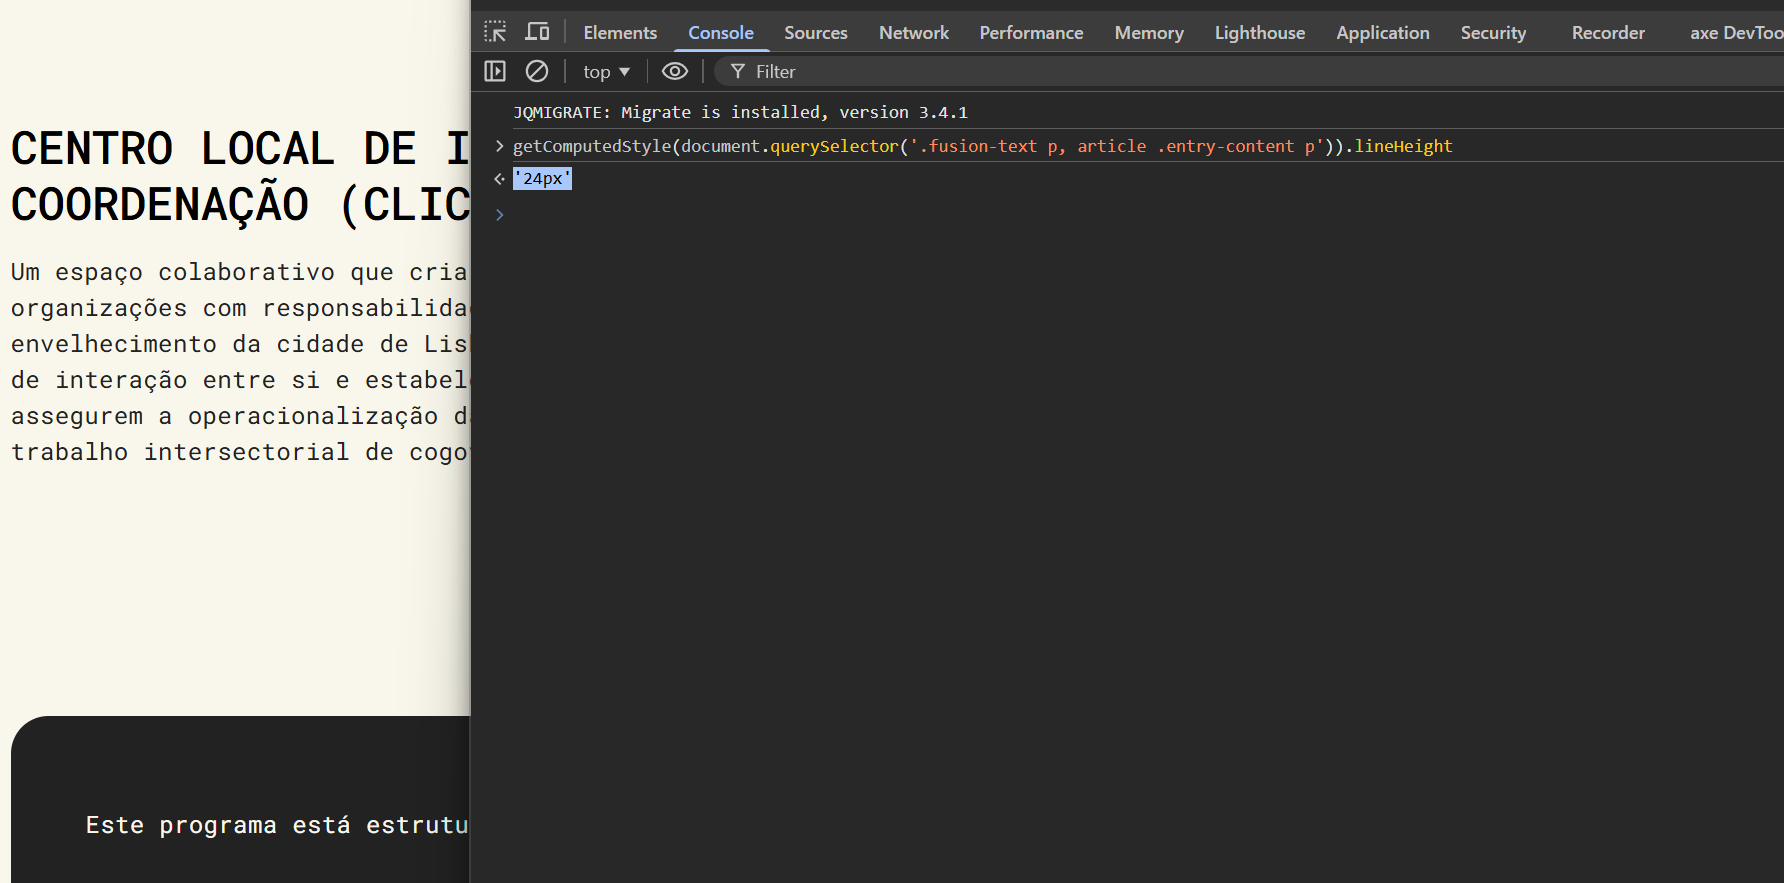 CENTRO LOCAL DE I
COORDENAÇÃO (CLIC
Um espaço colaborativo que cria
organizações com responsabilida
envelhecimento da cidade de Lis
de interação entre si e estabel
assegurem a operacionalização d
trabalho intersectorial de cogo
Este programa está estrutu
Elements Console Sources Network Performance Memory Lighthouse Application Security Recorder axe DevToo
top Filter
JQMIGRATE: Migrate is installed, version 3.4.1
getComputedStyle(document.querySelector('.fusion-text p, article .entry-content p')).lineHeight
'24px'